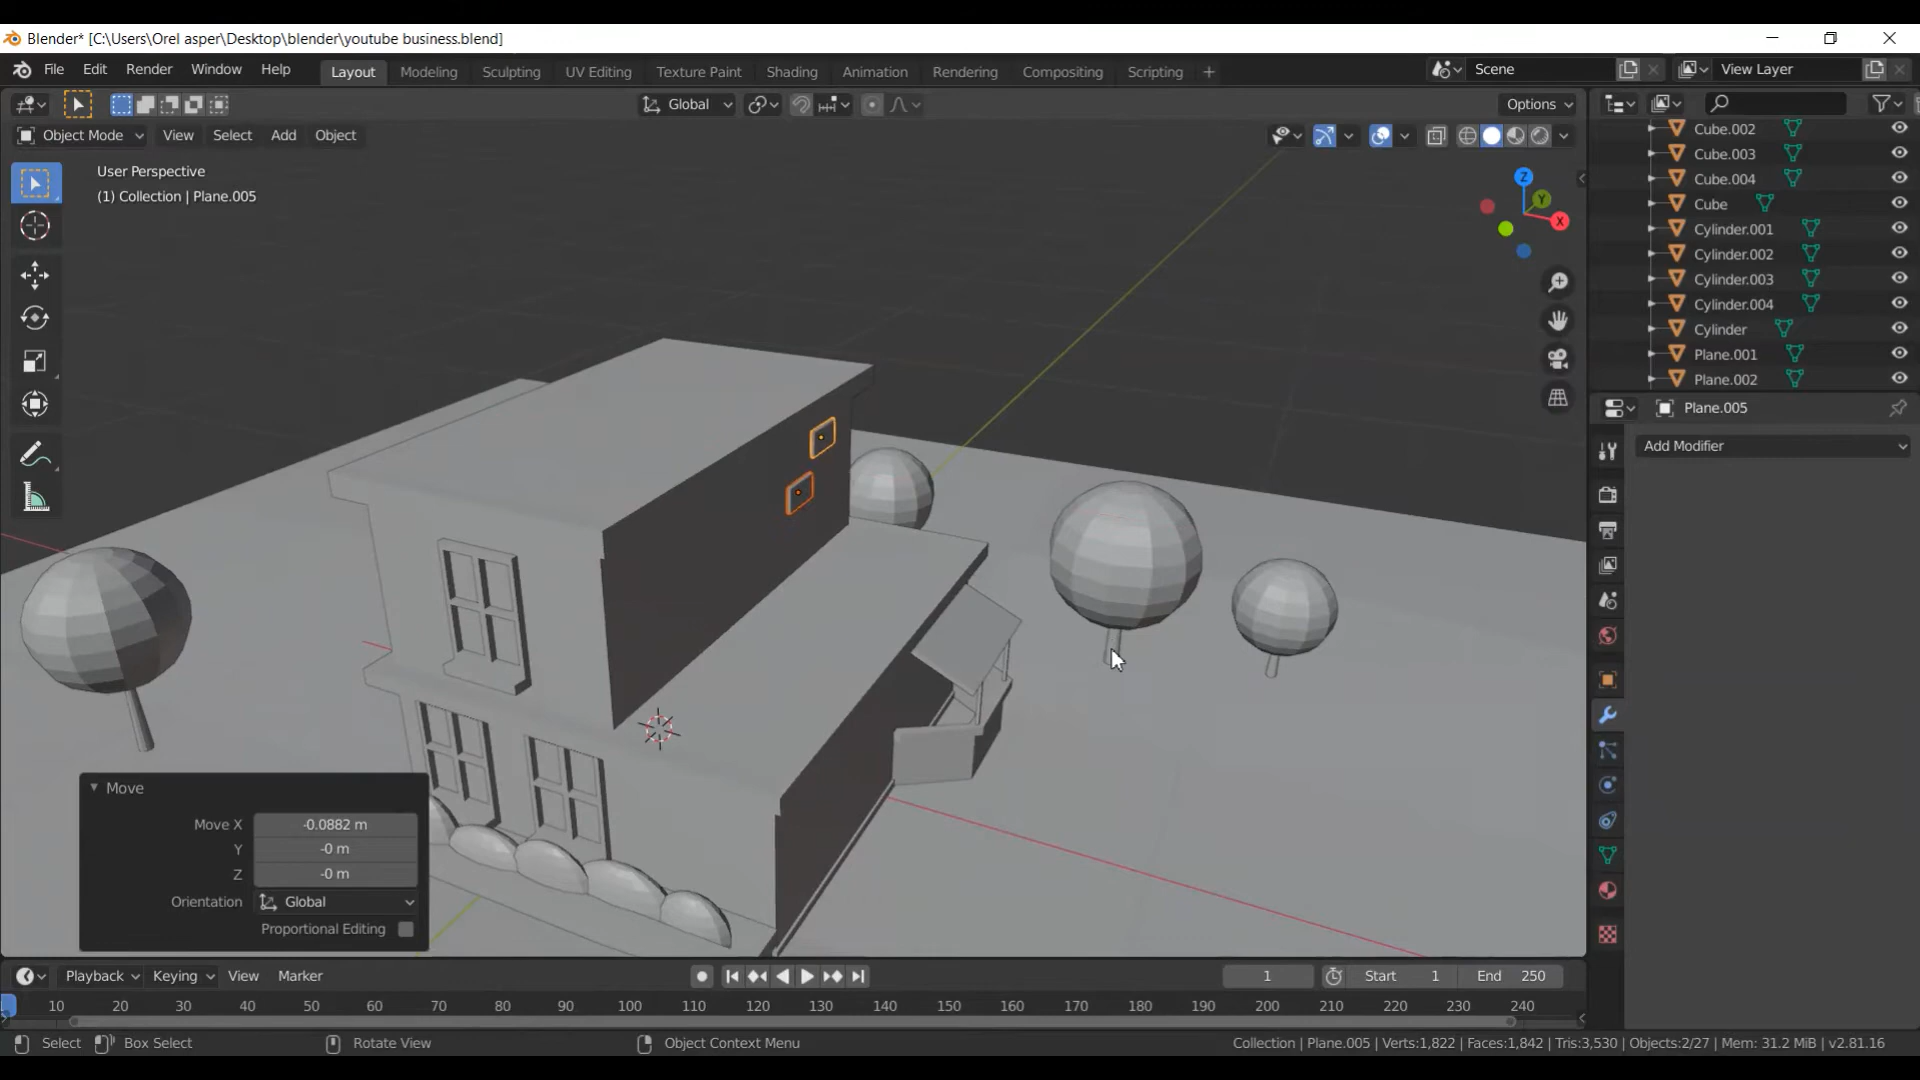 Blender* [C:\Users\Orel asper\Desktop\blender\youtube business.blend]
File Edit Render Window Help Layout Modeling Sculpting UV Editing Texture Paint Shading Animation Rendering Compositing Scripting + Scene View Layer
Global Options
Object Mode View Select Add Object
User Perspective
(1) Collection | Plane.005
Z
Y
X
Cube.002
Cube.003
Cube.004
Cube
Cylinder.001
Cylinder.002
Cylinder.003
Cylinder.004
Cylinder
Plane.001
Plane.002
Plane.005
Add Modifier
Move
Move X -0.0882 m
Y -0 m
Z -0 m
Orientation Global
Proportional Editing
Playback Keying View Marker 1 Start 1 End 250
10 20 30 40 50 60 70 80 90 100 110 120 130 140 150 160 170 180 190 200 210 220 230 240
Select Box Select Rotate View Object Context Menu Collection | Plane.005 | Verts:1,822 | Faces:1,842 | Tris:3,530 | Objects:2/27 | Mem: 31.2 MiB | v2.81.16